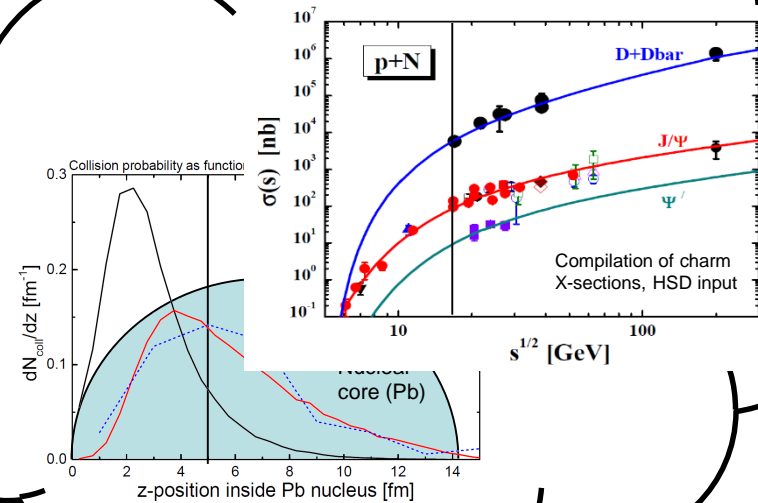 p+N
D+Dbar
J/Ψ
Ψ /
Compilation of charm
X-sections, HSD input
σ(s) [nb]
10^6
10^5
10^4
10^3
10^2
10^1
10^0
10^-1
10
100
s^1/2 [GeV]
Collision probability as
core (Pb)
dN_coll/dz [fm^-1]
0.3
0.2
0.1
0.0
0 2 4 6 8 10 12 14
z-position inside Pb nucleus [fm]